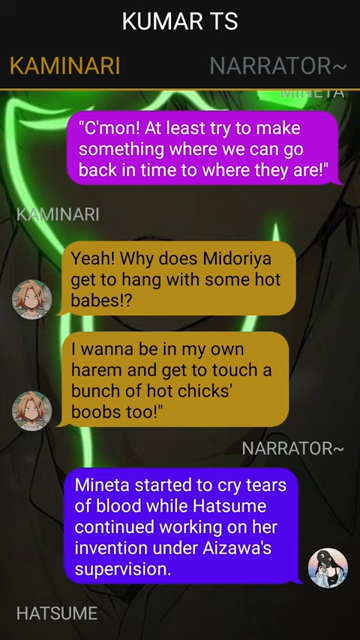 KUMAR TS
KAMINARI
NARRATOR~
MINETA
"C'mon! At least try to make
something where we can go
back in time to where they are!"
KAMINARI
Yeah! Why does Midoriya
get to hang with some hot
babes!?
I wanna be in my own
harem and get to touch a
bunch of hot chicks'
boobs too!"
NARRATOR~
Mineta started to cry tears
of blood while Hatsume
continued working on her
invention under Aizawa's
supervision.
HATSUME